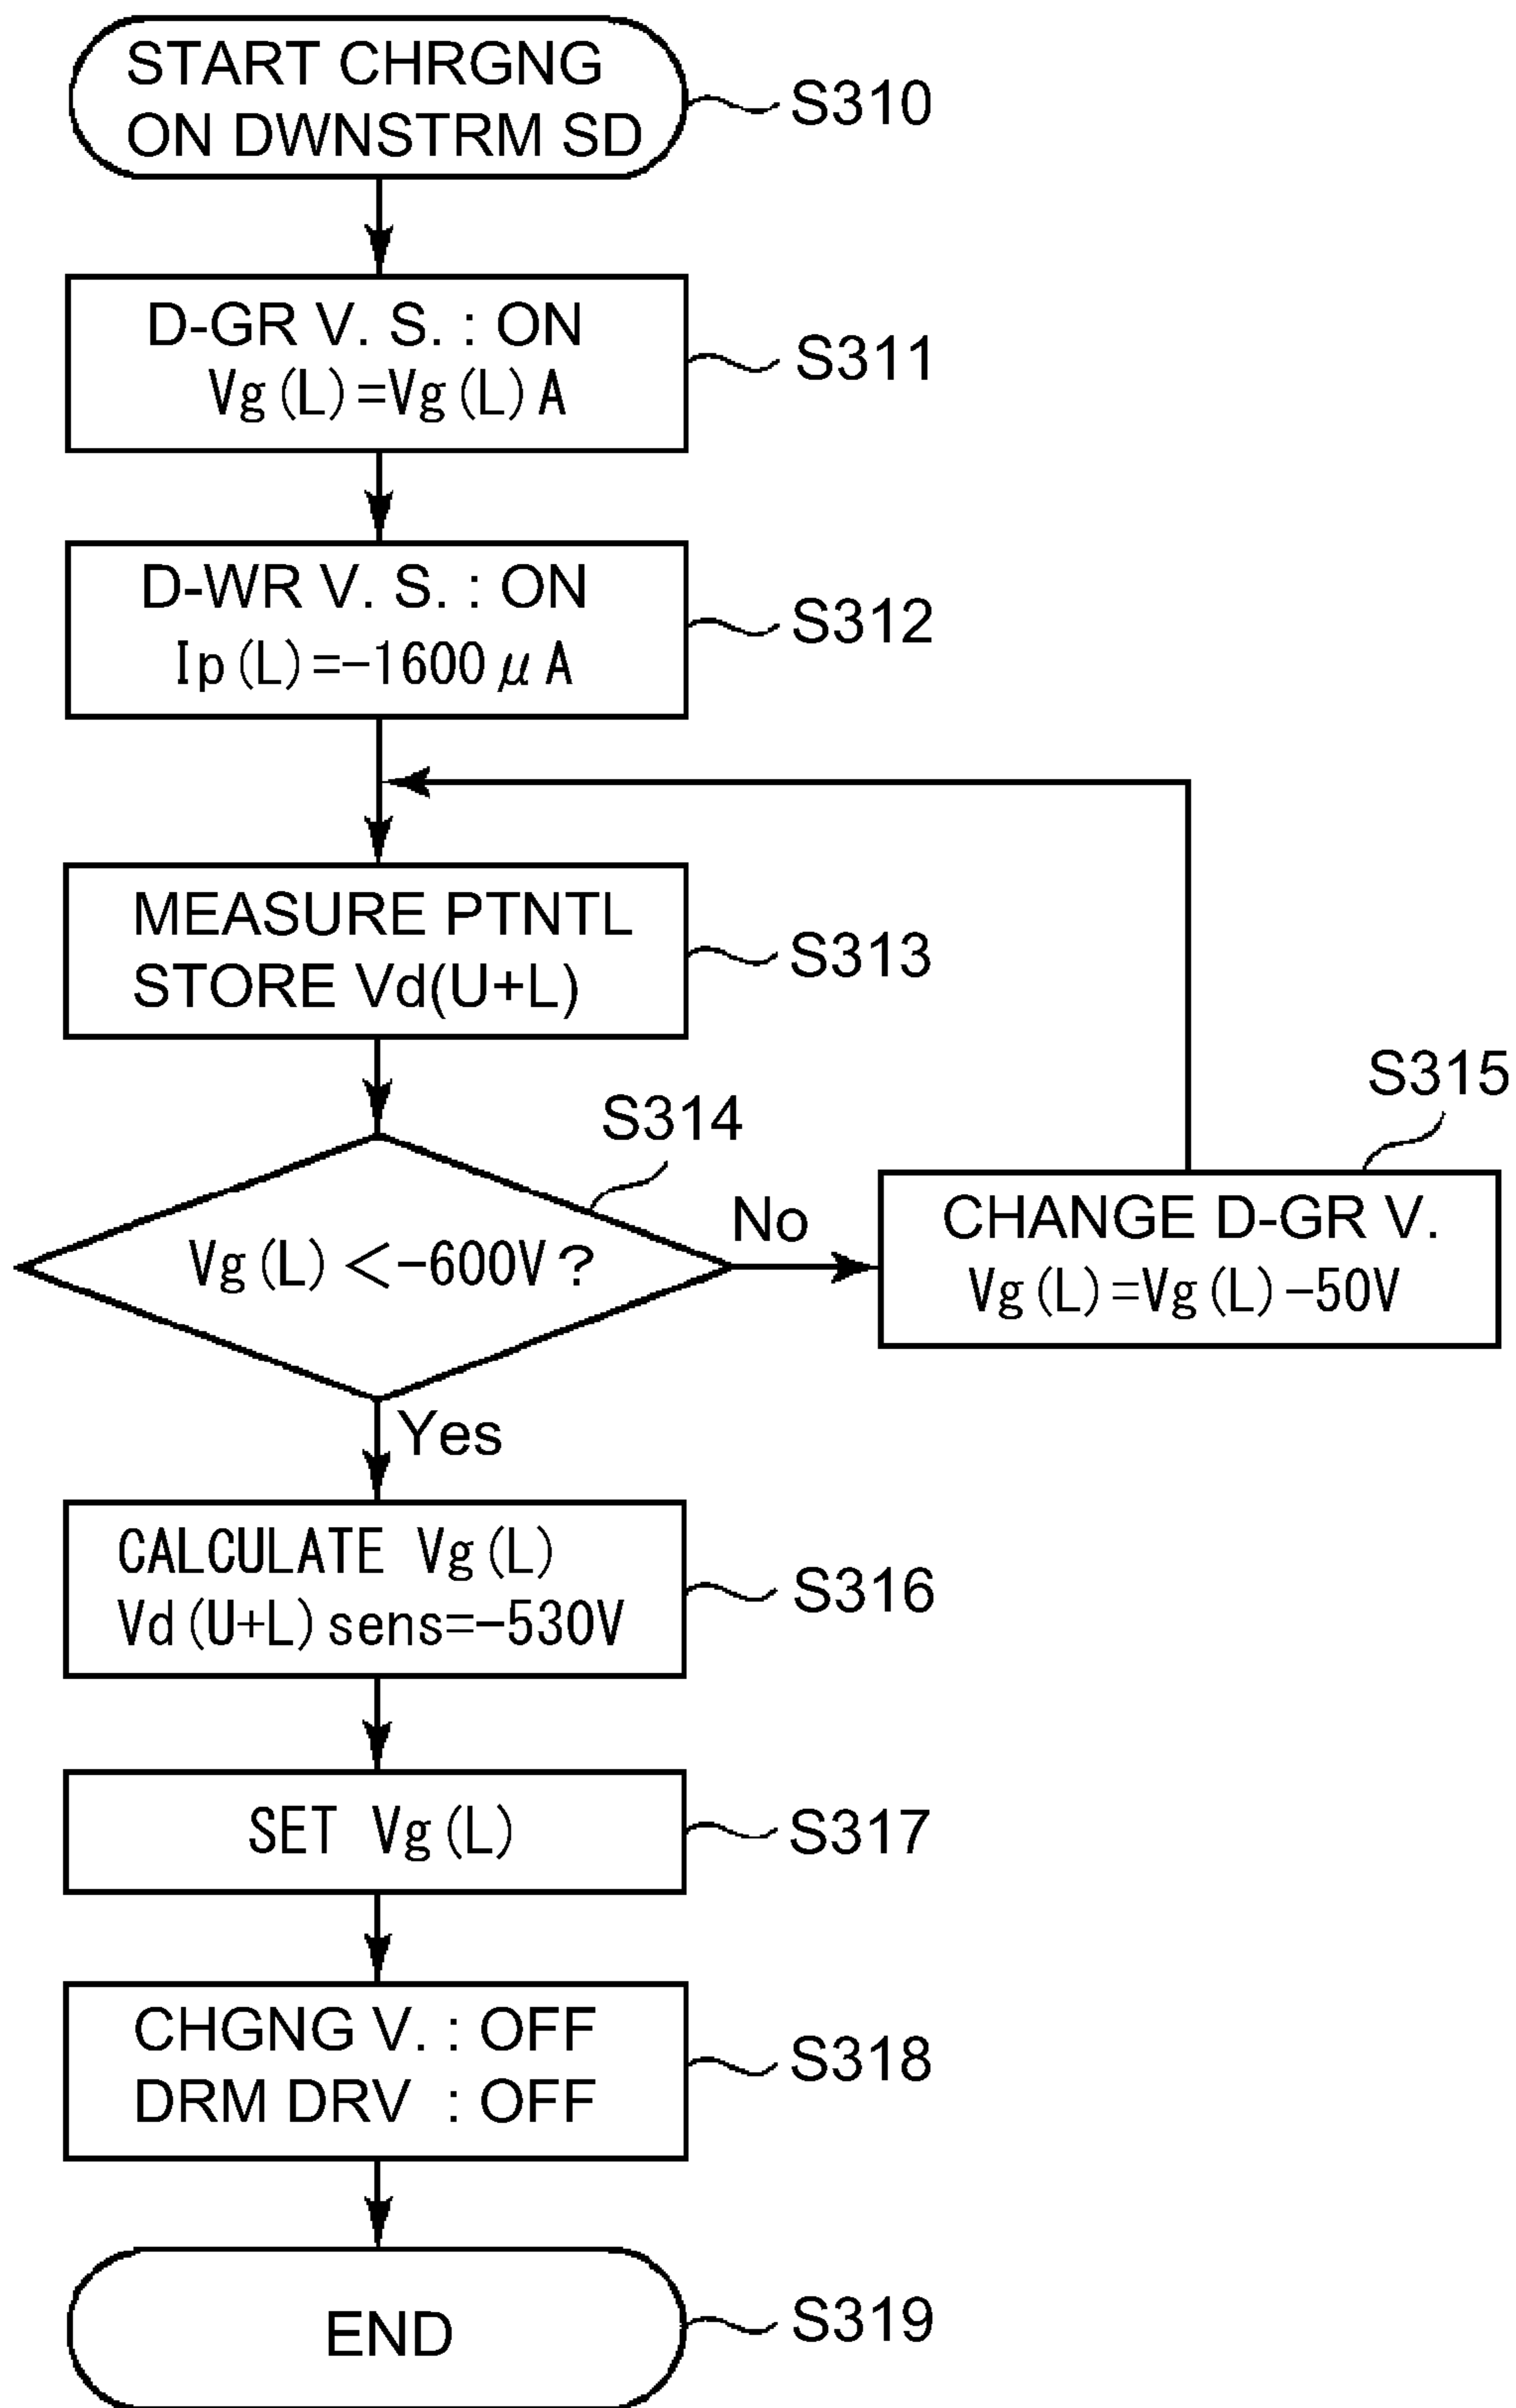 START CHRGNG
ON DWNSTRM SD
S310
D-GR V. S. : ON
Vg(L)=Vg(L)A
S311
D-WR V. S. : ON
Ip(L)=-1600μA
S312
MEASURE PTNTL
STORE Vd(U+L)
S313
S314
Vg(L)<-600V?
No
Yes
S315
CHANGE D-GR V.
Vg(L)=Vg(L)-50V
CALCULATE Vg(L)
Vd(U+L)sens=-530V
S316
SET Vg(L)
S317
CHGNG V. : OFF
DRM DRV : OFF
S318
END
S319